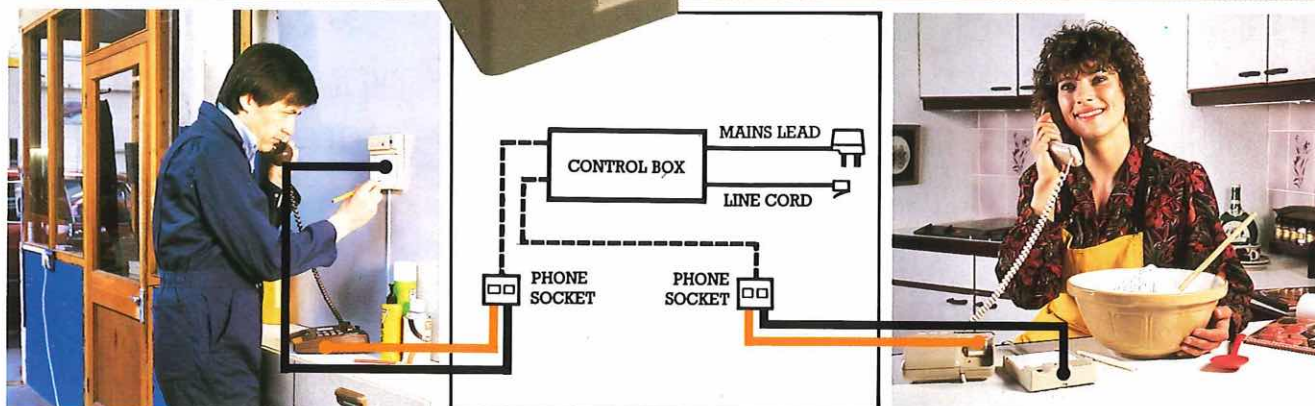 MAINS LEAD
CONTROL BOX
LINE CORD
PHONE
SOCKET
PHONE
SOCKET